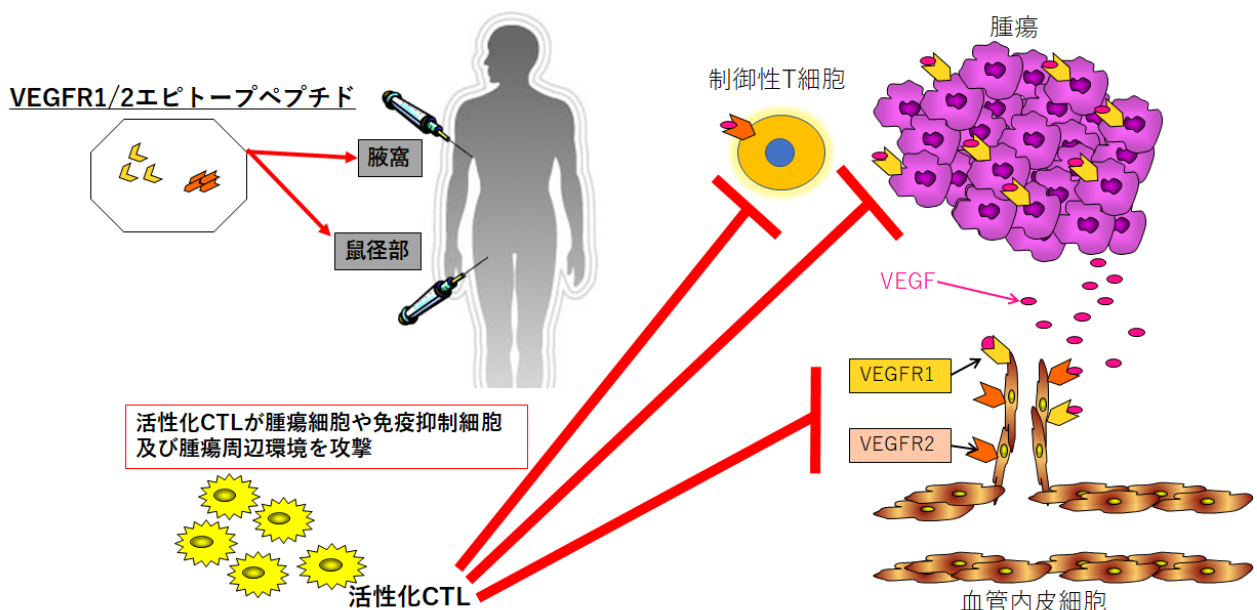 腫瘍
制御性T細胞
VEGFR1/2エピトープペプチド
腋窩
鼠径部
VEGF
VEGFR1
VEGFR2
活性化CTLが腫瘍細胞や免疫抑制細胞
及び腫瘍周辺環境を攻撃
活性化CTL
血管内皮細胞